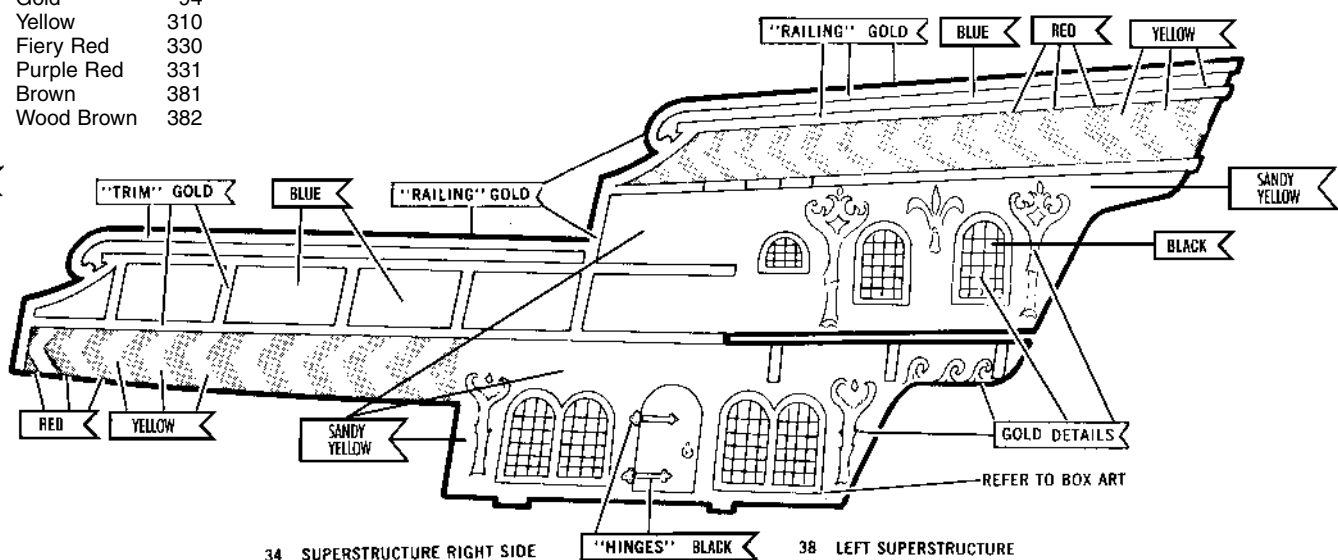 Gold 94
Yellow 310
Fiery Red 330
Purple Red 331
Brown 381
Wood Brown 382
"RAILING" GOLD
BLUE
RED
YELLOW
"TRIM" GOLD
BLUE
"RAILING" GOLD
SANDY
YELLOW
BLACK
RED
YELLOW
SANDY
YELLOW
GOLD DETAILS
REFER TO BOX ART
"HINGES" BLACK
34 SUPERSTRUCTURE RIGHT SIDE
38 LEFT SUPERSTRUCTURE